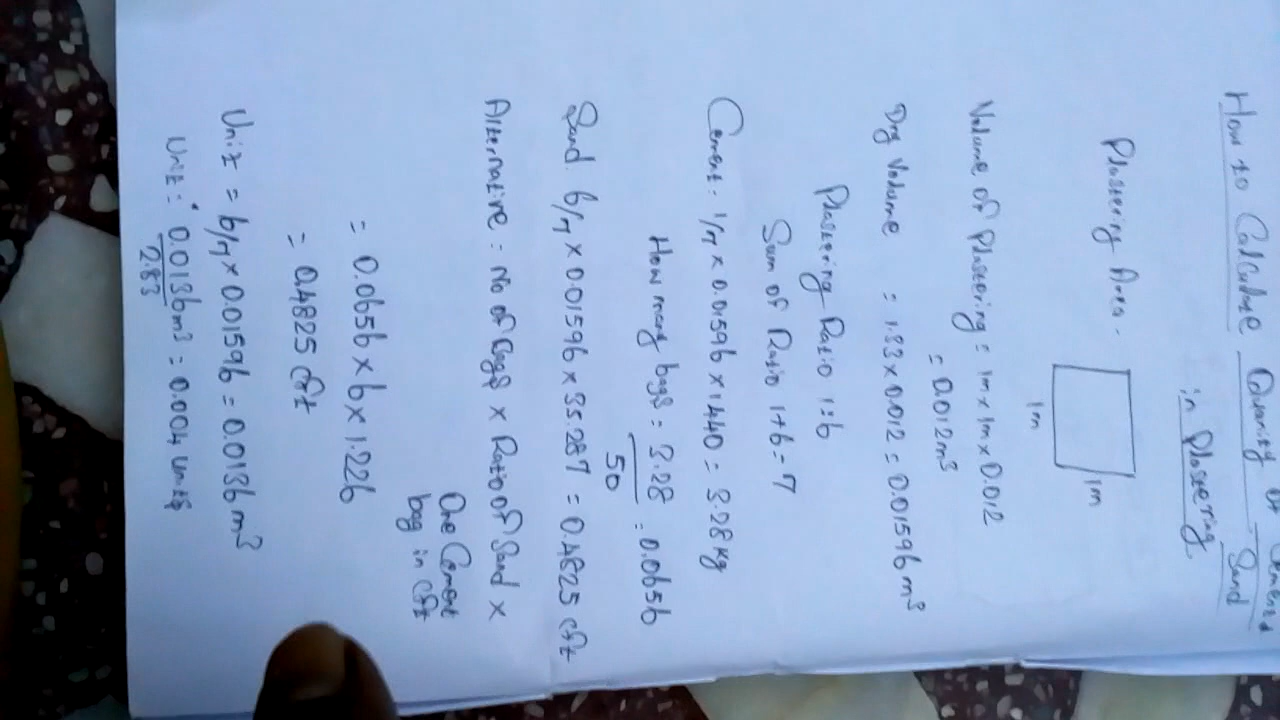 How to Calculate Quanity of Cement &
Sand
in Plastering
Plastering Area -
1m
1m
Volume of Plastering = 1m x 1m x 0.012
= 0.012m³
Dry Volume = 1.33 x 0.012 = 0.01596 m³
Plastering Ratio 1:6
Sum of Ratio 1+6=7
Cement : 1/7 x 0.01596 x 1440 = 3.28 kg
How many bags = 3.28 = 0.0656
50
Sand 6/7 x 0.01596 x 35.287 = 0.4825 cft
Alternative : No of Bags x Ratio of Sand x
One Cement
bag in cft
= 0.0656 x 6 x 1.226
= 0.4825 cft
Unit = 6/7 x 0.01596 = 0.0136 m³
Unit : 0.0136m³ = 0.004 units
2.83